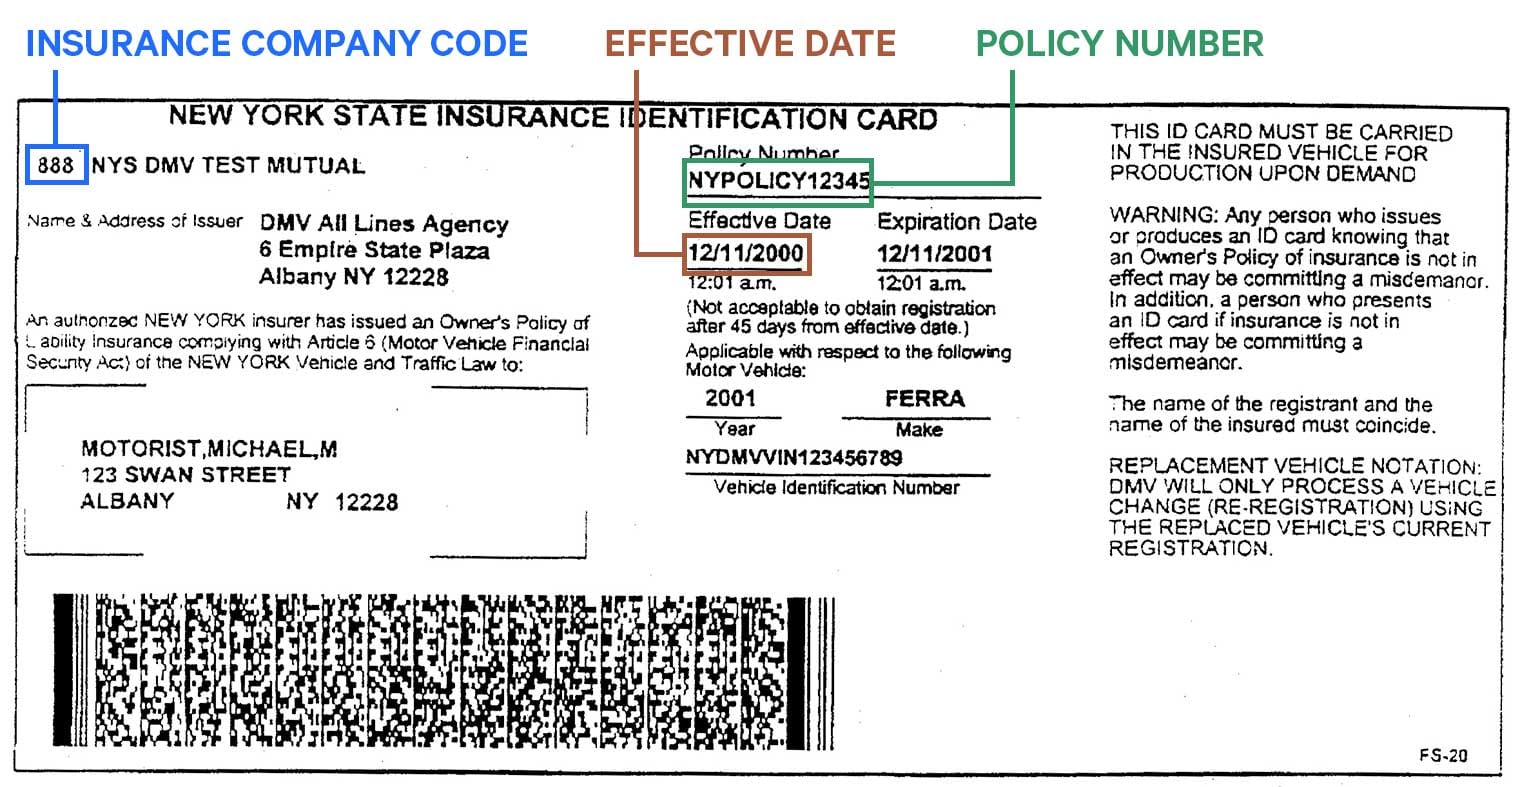 INSURANCE COMPANY CODE
EFFECTIVE DATE
POLICY NUMBER
NEW YORK STATE INSURANCE IDENTIFICATION CARD
888 NYS DMV TEST MUTUAL
Name & Address of Issuer DMV All Lines Agency
6 Empire State Plaza
Albany NY 12228
An authorized NEW YORK insurer has issued an Owner's Policy of
Liability Insurance complying with Article 6 (Motor Vehicle Financial
Security Act) of the NEW YORK Vehicle and Traffic Law to:
MOTORIST,MICHAEL,M
123 SWAN STREET
ALBANY NY 12228
Policy Number
NYPOLICY12345
Effective Date Expiration Date
12/11/2000 12/11/2001
12:01 a.m. 12:01 a.m.
(Not acceptable to obtain registration
after 45 days from effective date.)
Applicable with respect to the following
Motor Vehicle:
2001 FERRA
Year Make
NYDMVVIN123456789
Vehicle Identification Number
THIS ID CARD MUST BE CARRIED
IN THE INSURED VEHICLE FOR
PRODUCTION UPON DEMAND
WARNING: Any person who issues
or produces an ID card knowing that
an Owner's Policy of insurance is not in
effect may be committing a misdemanor.
In addition, a person who presents
an ID card if insurance is not in
effect may be committing a
misdemeanor.
The name of the registrant and the
name of the insured must coincide.
REPLACEMENT VEHICLE NOTATION:
DMV WILL ONLY PROCESS A VEHICLE
CHANGE (RE-REGISTRATION) USING
THE REPLACED VEHICLE'S CURRENT
REGISTRATION.
FS-20